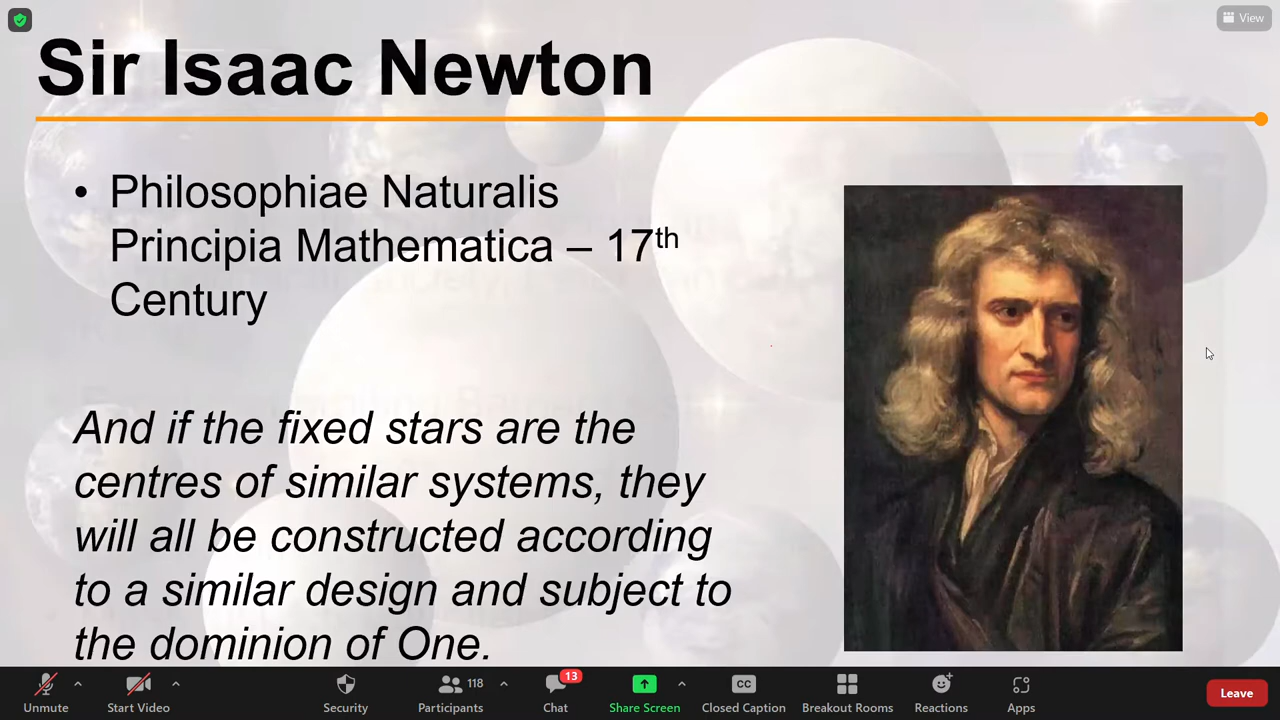 View
Sir Isaac Newton
• Philosophiae Naturalis
Principia Mathematica – 17th
Century
And if the fixed stars are the
centres of similar systems, they
will all be constructed according
to a similar design and subject to
the dominion of One.
Unmute
Start Video
Security
118
Participants
13
Chat
Share Screen
CC
Closed Caption
Breakout Rooms
Reactions
Apps
Leave